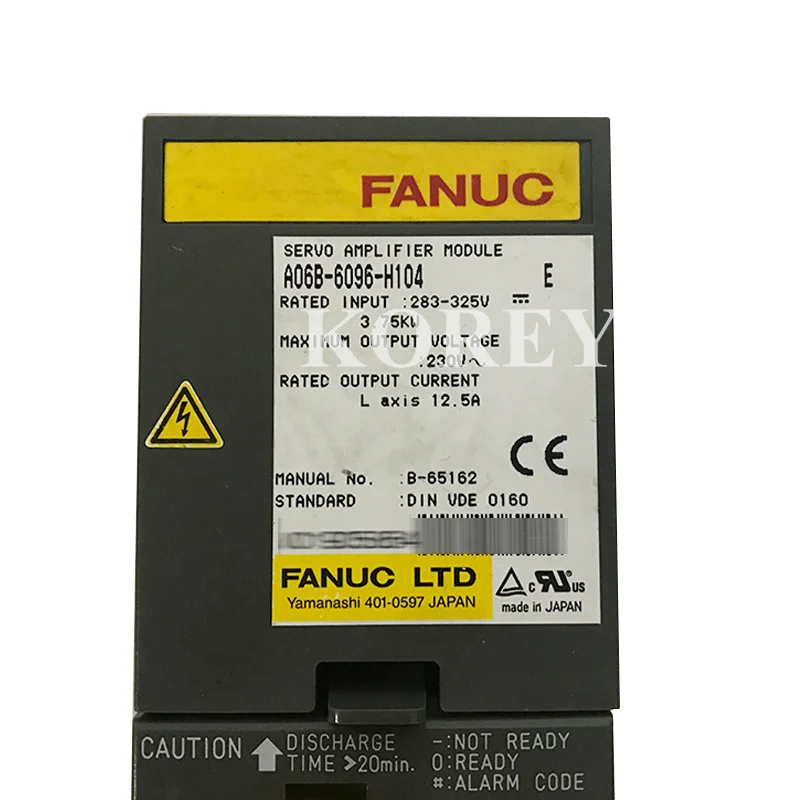 FANUC
SERVO AMPLIFIER MODULE
A06B-6096-H104 E
RATED INPUT :283-325V ⎓
3.75KW
MAXIMUM OUTPUT VOLTAGE
:230V~
RATED OUTPUT CURRENT
L axis 12.5A
KOREY
CE
MANUAL No. :B-65162
STANDARD :DIN VDE 0160
FANUC LTD
Yamanashi 401-0597 JAPAN
c US
made in JAPAN
CAUTION DISCHARGE -:NOT READY
TIME >20min. 0:READY
#:ALARM CODE